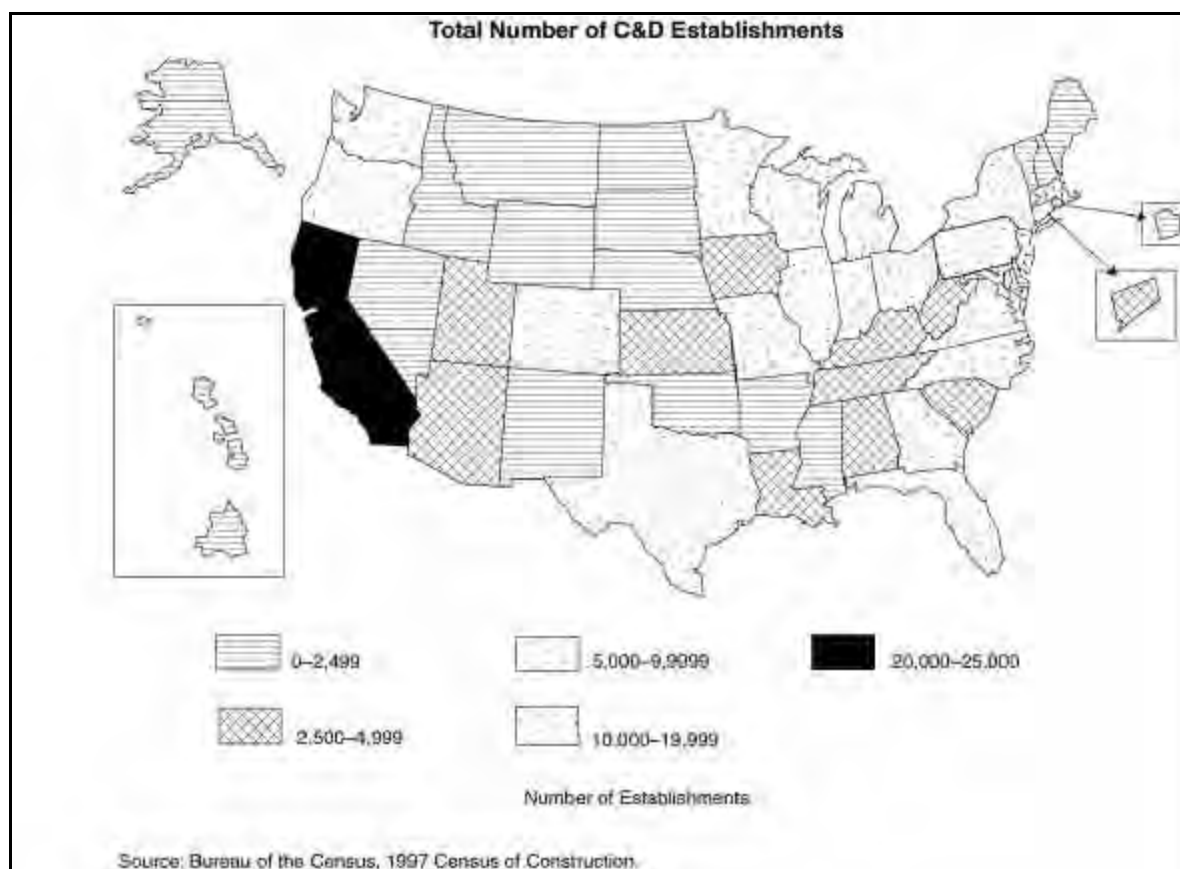 Total Number of C&D Establishments
0–2,499
5,000–9,9999
20,000–25,000
2,500–4,999
10,000–19,999
Number of Establishments
Source: Bureau of the Census, 1997 Census of Construction.